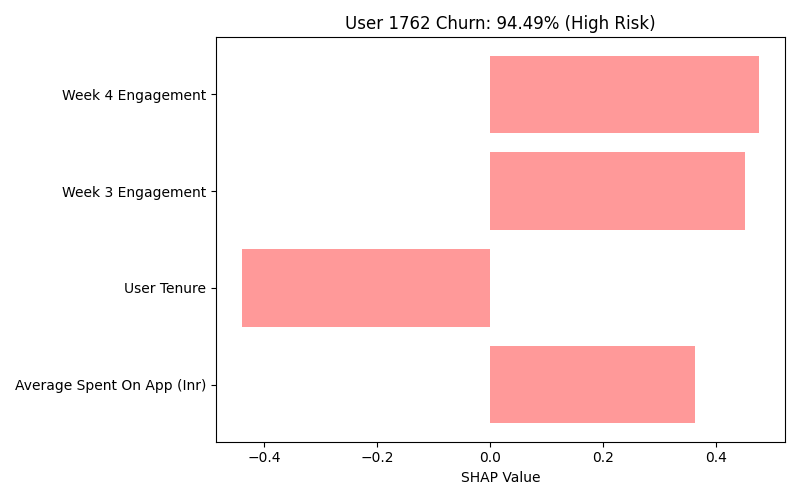 User 1762 Churn: 94.49% (High Risk)
Week 4 Engagement
Week 3 Engagement
User Tenure
Average Spent On App (Inr)
−0.4 −0.2 0.0 0.2 0.4
SHAP Value